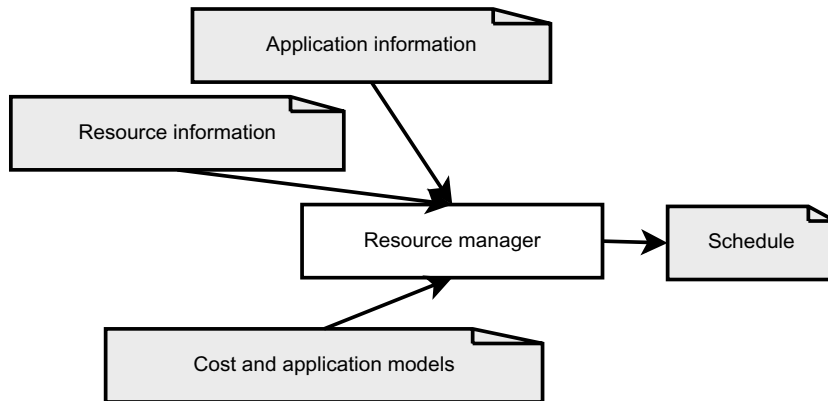 Application information
Resource information
Resource manager
Schedule
Cost and application models